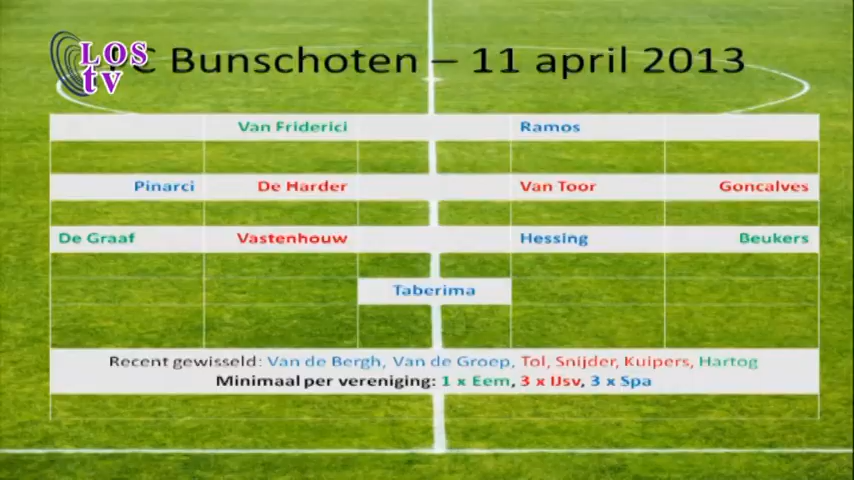 LOS
tv
FC Bunschoten – 11 april 2013
Van Friderici Ramos
Pinarci De Harder Van Toor Goncalves
De Graaf Vastenhouw Hessing Beukers
Taberima
Recent gewisseld: Van de Bergh, Van de Groep, Tol, Snijder, Kuipers, Hartog
Minimaal per vereniging: 1 x Eem, 3 x IJsv, 3 x Spa